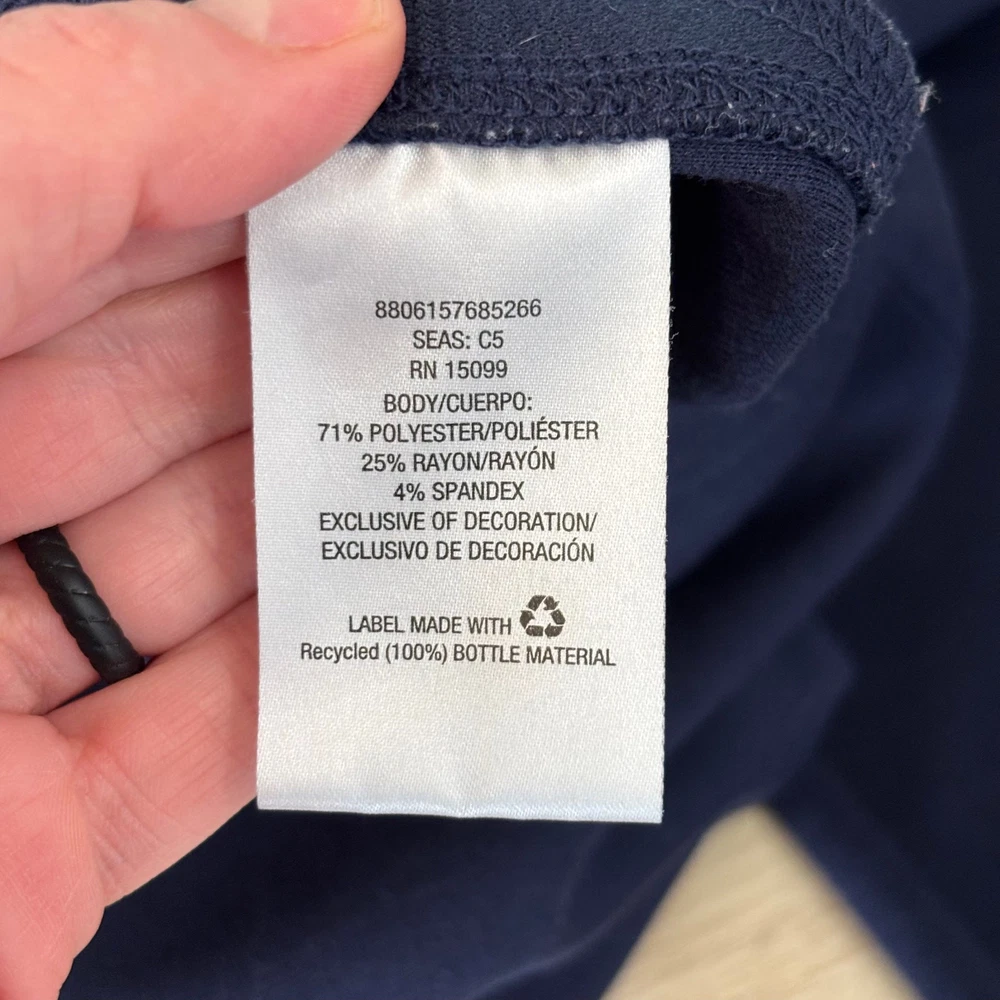 8806157685266
SEAS: C5
RN 15099
BODY/CUERPO:
71% POLYESTER/POLIÉSTER
25% RAYON/RAYÓN
4% SPANDEX
EXCLUSIVE OF DECORATION/
EXCLUSIVO DE DECORACIÓN
LABEL MADE WITH
Recycled (100%) BOTTLE MATERIAL